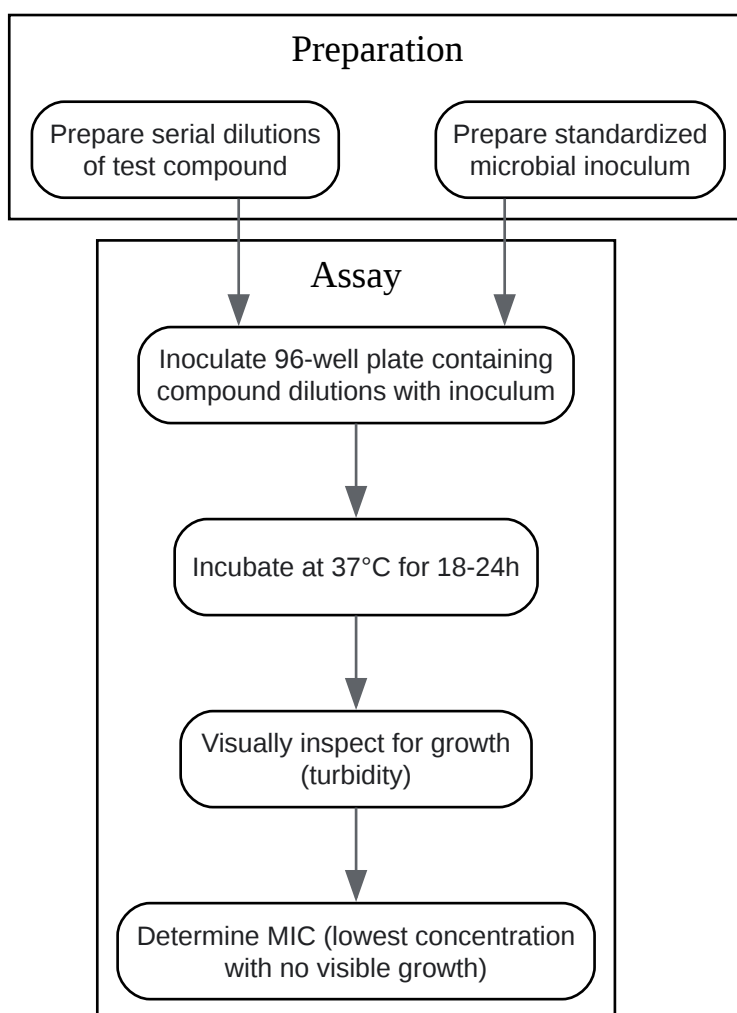 Preparation
Prepare serial dilutions
of test compound
Prepare standardized
microbial inoculum
Assay
Inoculate 96-well plate containing
compound dilutions with inoculum
Incubate at 37°C for 18-24h
Visually inspect for growth
(turbidity)
Determine MIC (lowest concentration
with no visible growth)